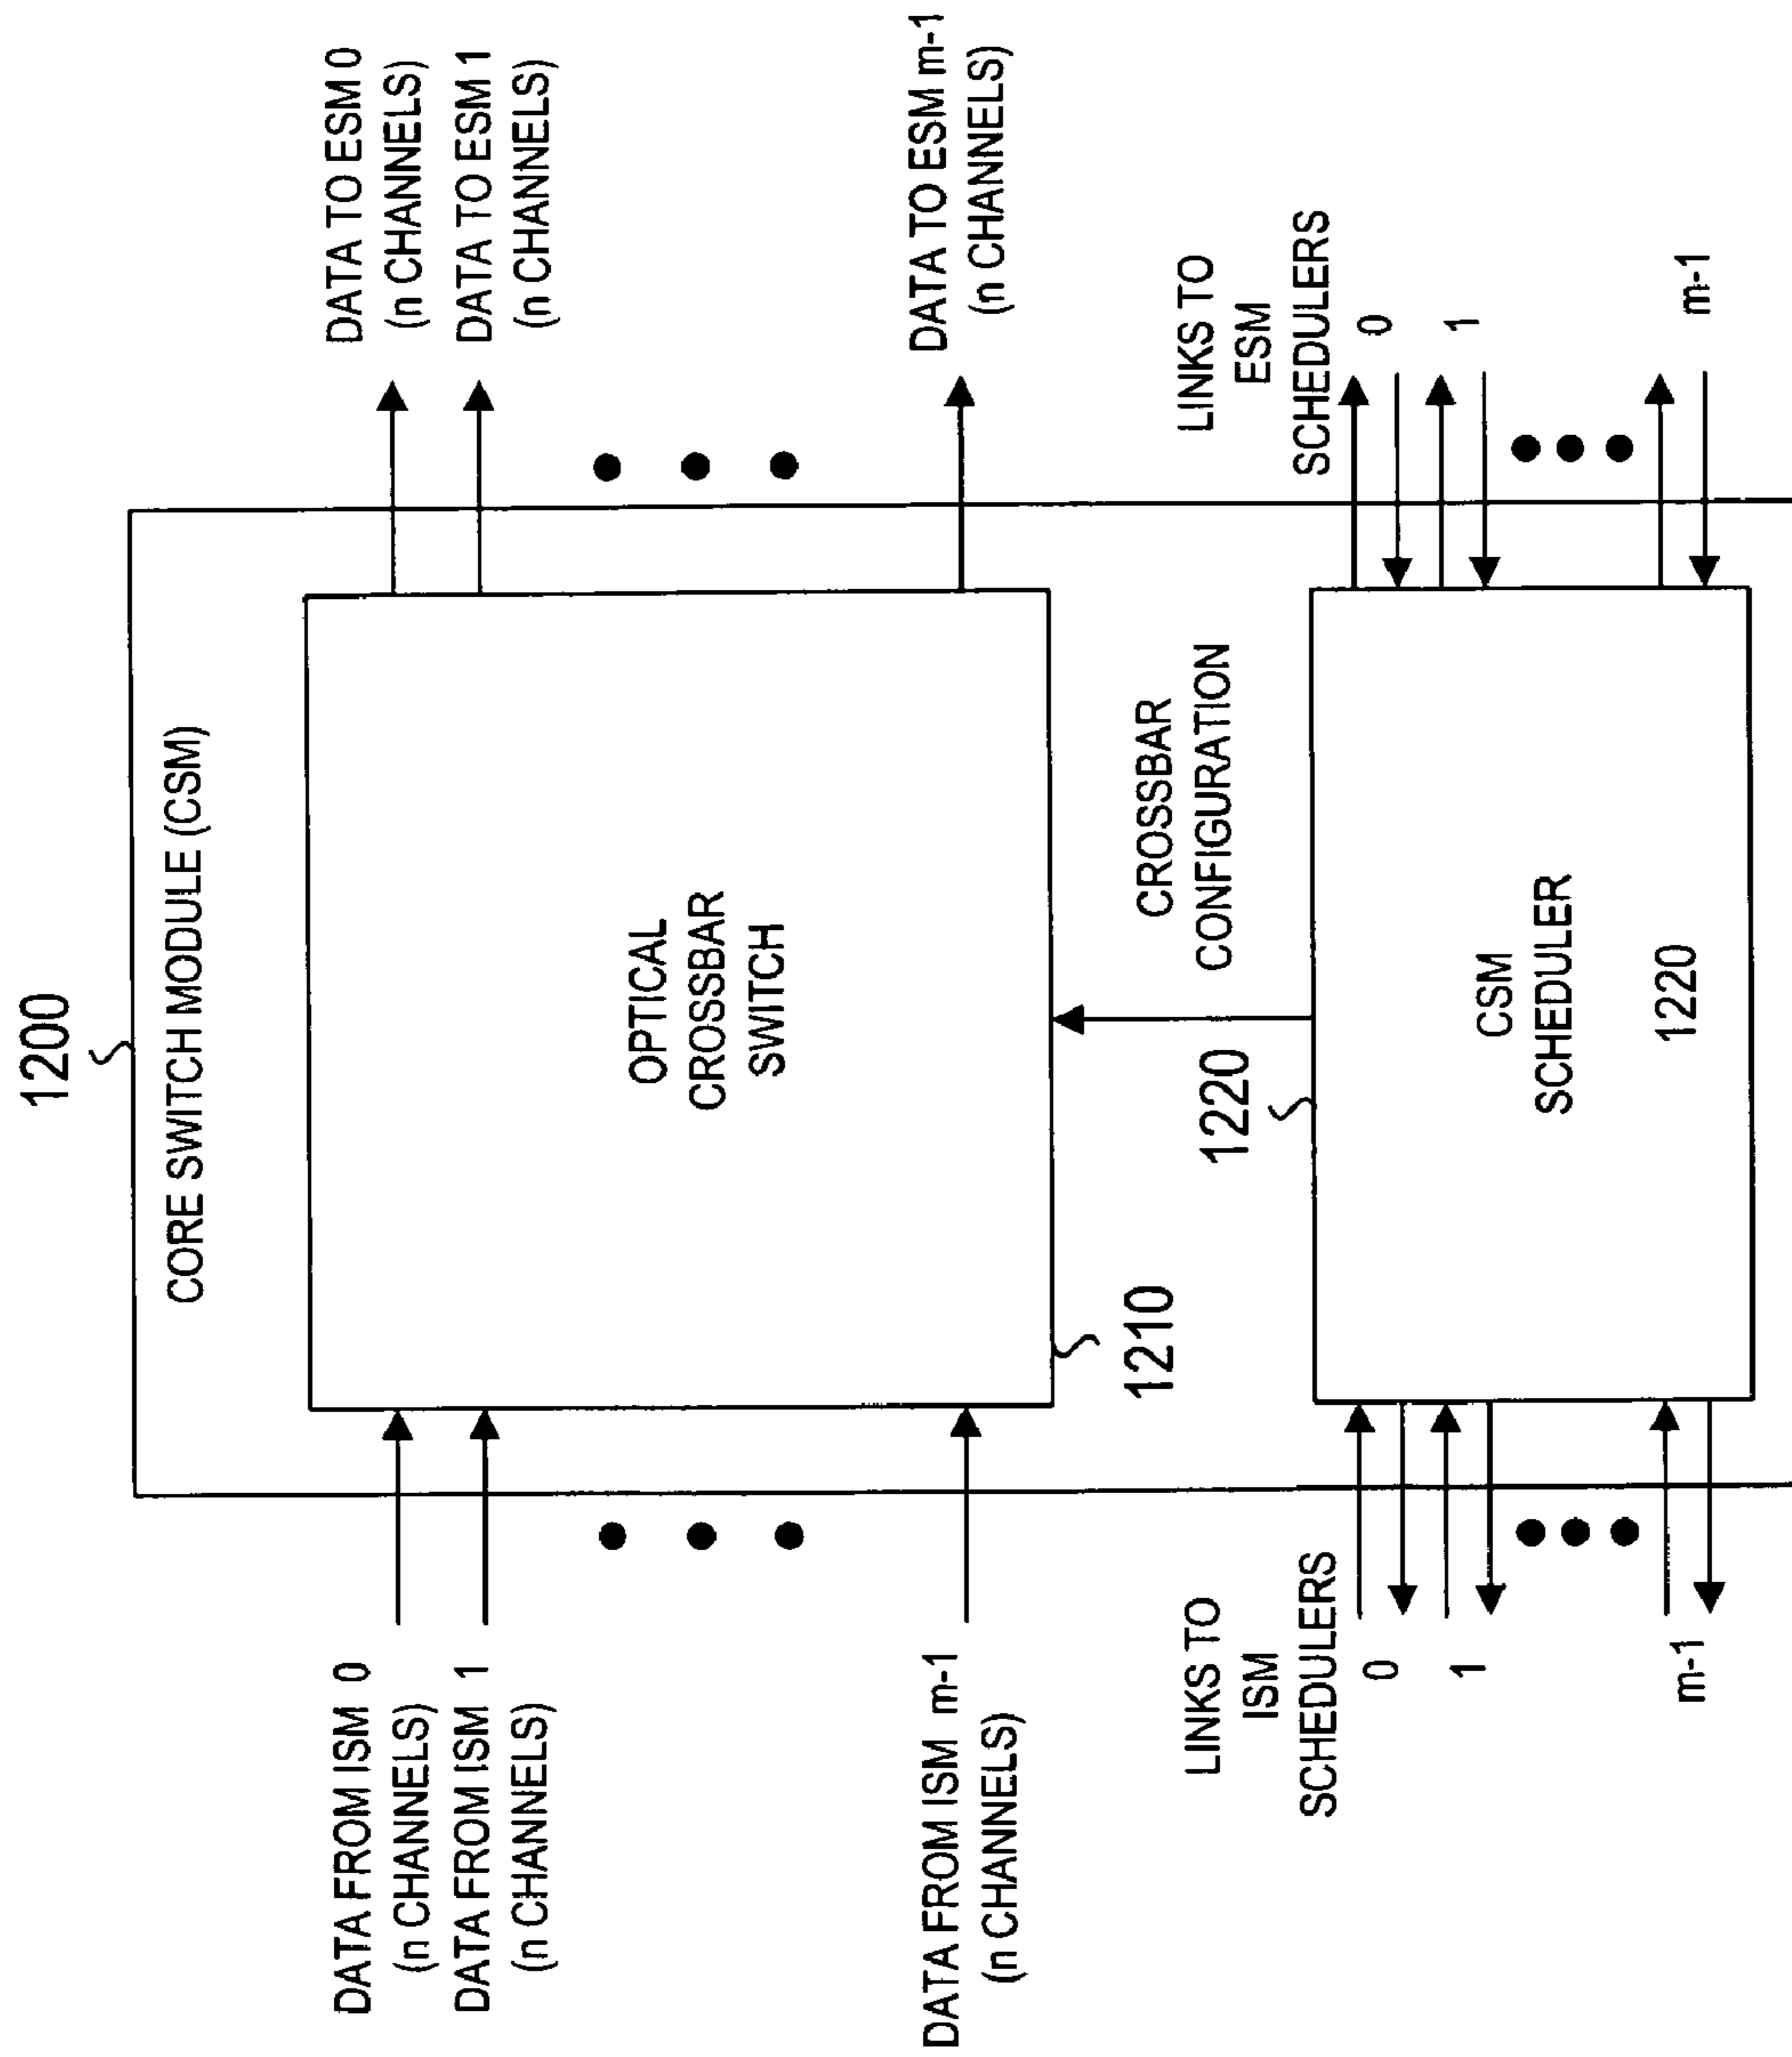 1200
CORE SWITCH MODULE (CSM)
DATA FROM ISM 0
(n CHANNELS)
DATA FROM ISM 1
(n CHANNELS)
DATA FROM ISM m-1
(n CHANNELS)
OPTICAL
CROSSBAR
SWITCH
DATA TO ESM 0
(n CHANNELS)
DATA TO ESM 1
(n CHANNELS)
DATA TO ESM m-1
(n CHANNELS)
1210
CROSSBAR
CONFIGURATION
1220
LINKS TO
ISM
SCHEDULERS
0
1
m-1
CSM
SCHEDULER
1220
LINKS TO
ESM
SCHEDULERS
0
1
m-1